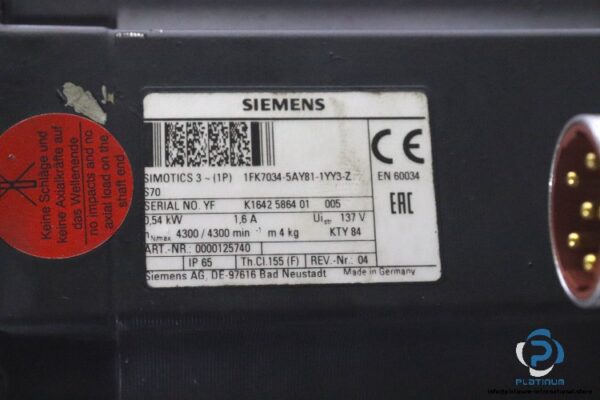 SIEMENS
SIMOTICS 3 ~ (1P) 1FK7034-5AY81-1YY3-Z
S70
SERIAL NO. YF K1642 5864 01 005
0,54 kW 1,6 A Uistr 137 V
nN/max 4300 / 4300 min-1 m 4 kg KTY 84
ART.-NR.: 0000125740
IP 65 Th.Cl.155 (F) REV.-Nr.: 04
Siemens AG, DE-97616 Bad Neustadt Made in Germany
CE
EN 60034
EAC
Keine Schläge und
keine Axialkräfte auf
das Wellenende
no impacts and no
axial load on the
shaft end
PLATINUM